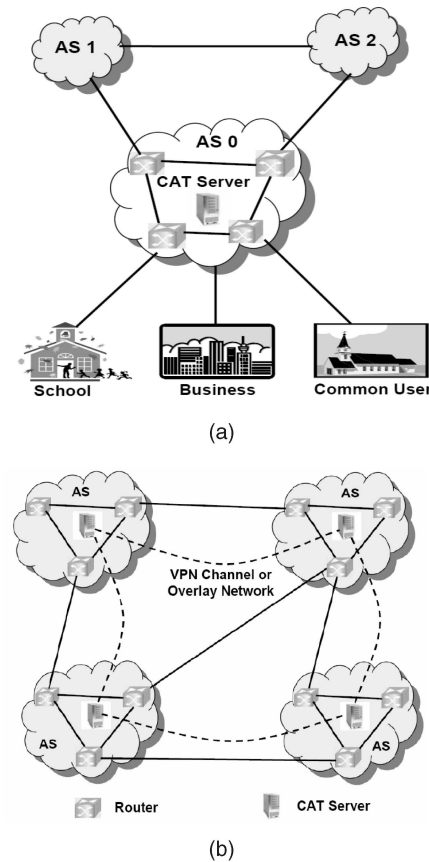 AS 1
AS 2
AS 0
CAT Server
School
Business
Common User
(a)
AS
AS
VPN Channel or
Overlay Network
AS
AS
Router
CAT Server
(b)